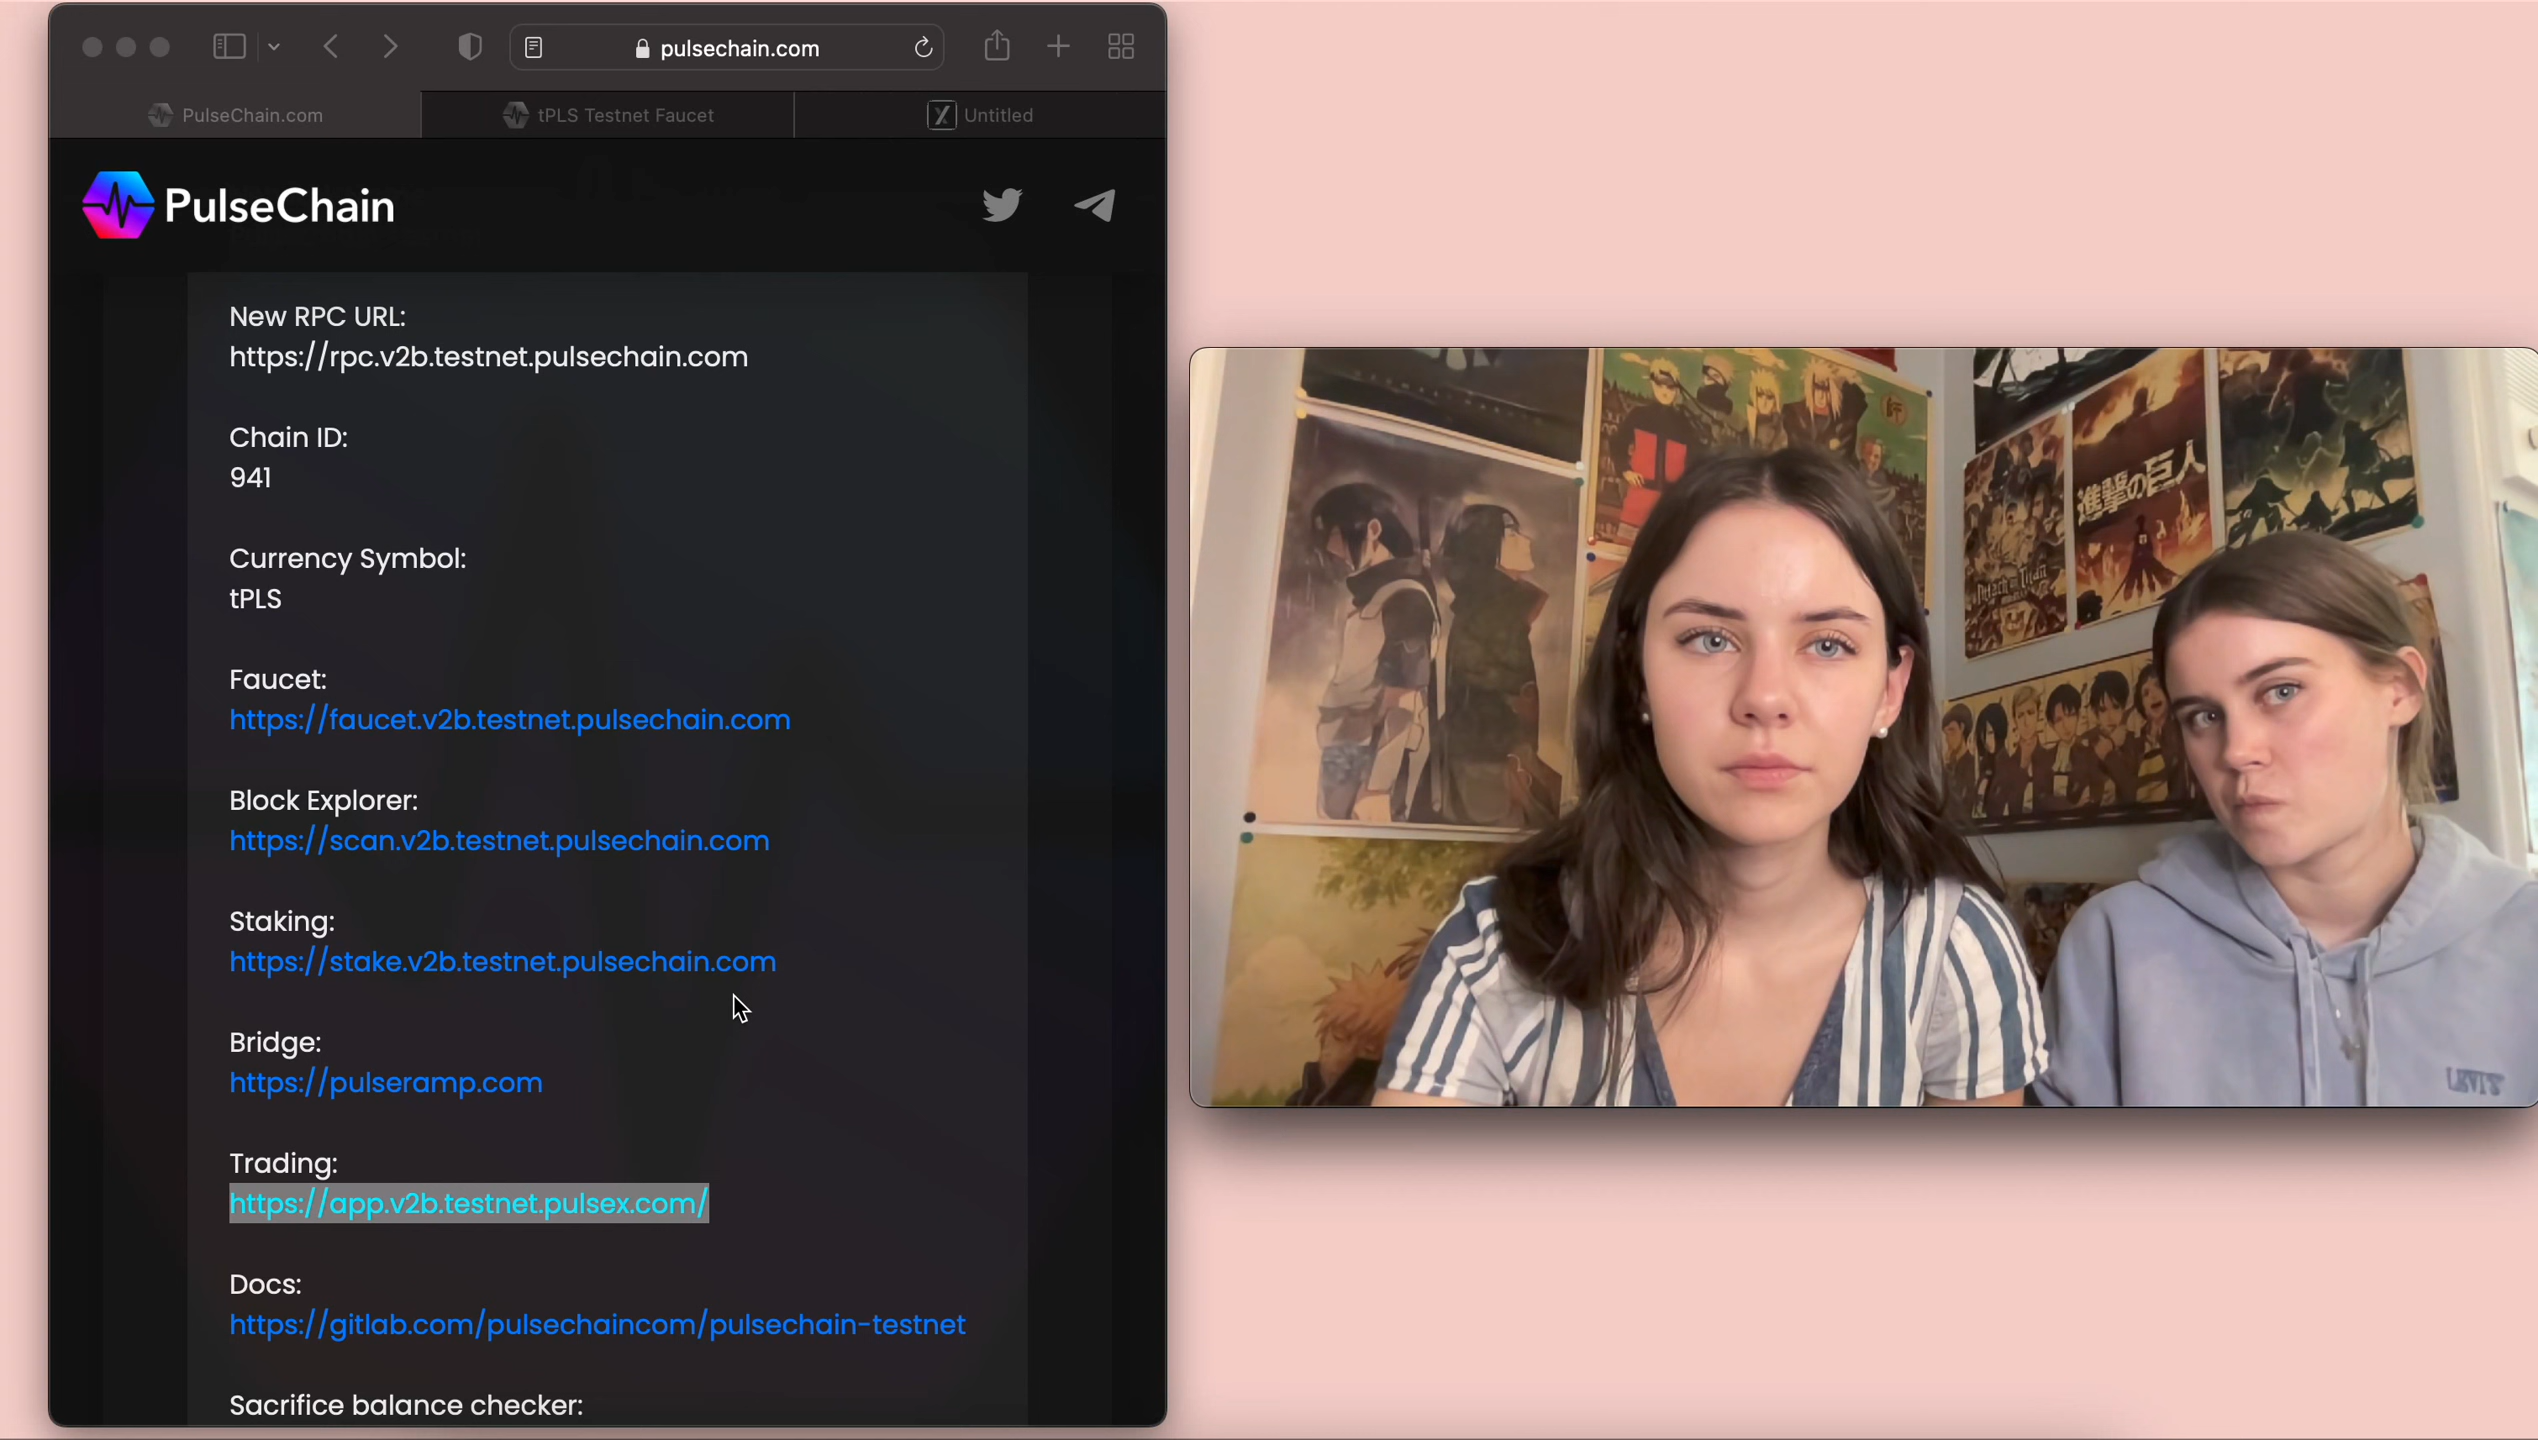 pulsechain.com
PulseChain.com
tPLS Testnet Faucet
Untitled
PulseChain
New RPC URL:
https://rpc.v2b.testnet.pulsechain.com
Chain ID:
941
Currency Symbol:
tPLS
Faucet:
https://faucet.v2b.testnet.pulsechain.com
Block Explorer:
https://scan.v2b.testnet.pulsechain.com
Staking:
https://stake.v2b.testnet.pulsechain.com
Bridge:
https://pulseramp.com
Trading:
https://app.v2b.testnet.pulsex.com/
Docs:
https://gitlab.com/pulsechaincom/pulsechain-testnet
Sacrifice balance checker:
進撃の巨人
Attack on Titan
LEVI'S